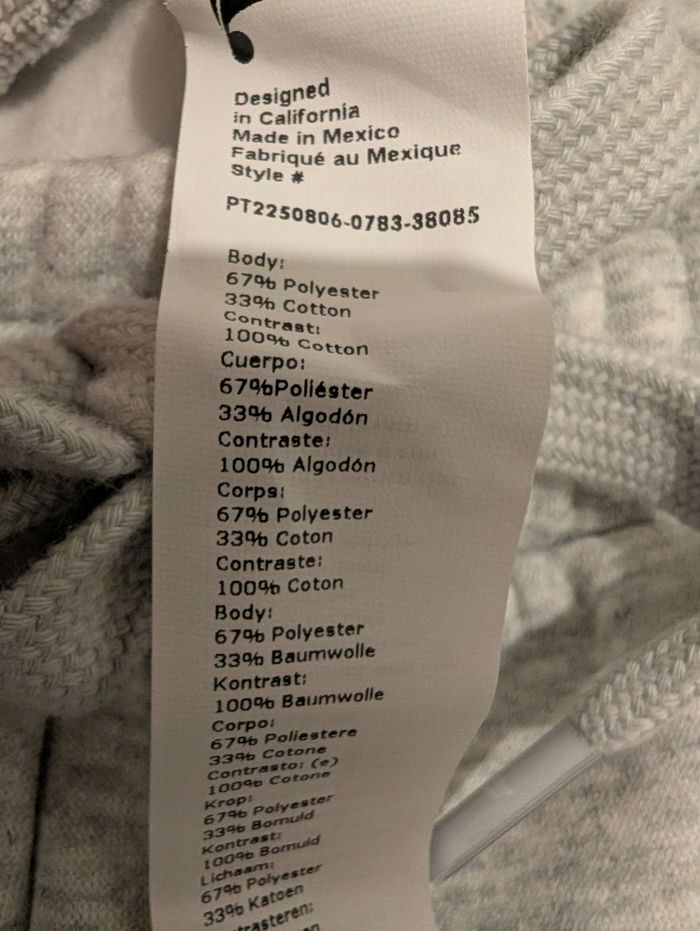 Designed
in California
Made in Mexico
Fabriqué au Mexique
Style #
PT2250806-0783-38085
Body:
67% Polyester
33% Cotton
Contrast:
100% Cotton
Cuerpo:
67%Poliéster
33% Algodón
Contraste:
100% Algodón
Corps:
67% Polyester
33% Coton
Contraste:
100% Coton
Body:
67% Polyester
33% Baumwolle
Kontrast:
100% Baumwolle
Corpo:
67% Poliestere
33% Cotone
Contrasto: (e)
100% Cotone
Krop:
67% Polyester
33% Bomuld
Kontrast:
100% Bomuld
Lichaam:
67% Polyester
33% Katoen